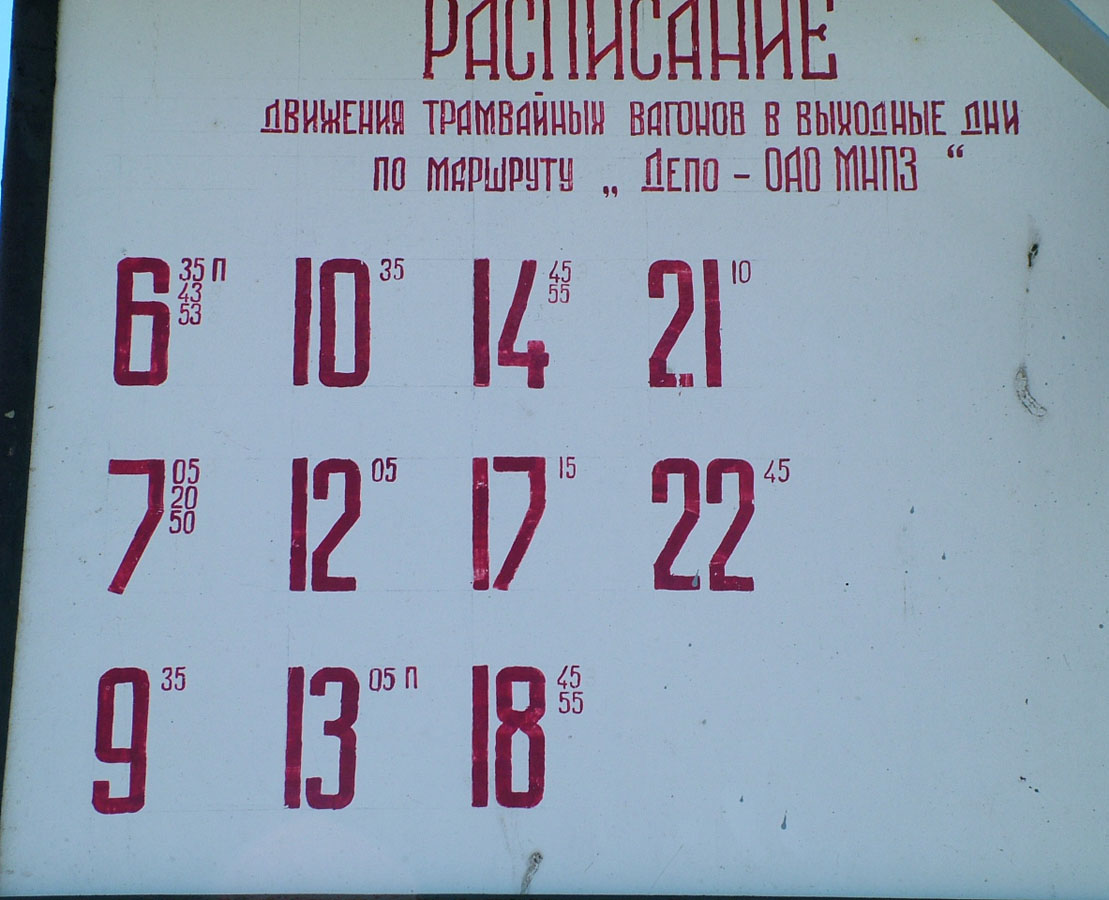 РАСПИСАНИЕ
ДВИЖЕНИЯ ТРАМВАЙНЫХ ВАГОНОВ В ВЫХОДНЫЕ ДНИ
ПО МАРШРУТУ „ ДЕПО – ОАО МНПЗ “
6 35 П 43 53
10 35
14 45 55
21 10
7 05 20 50
12 05
17 15
22 45
9 35
13 05 П
18 45 55